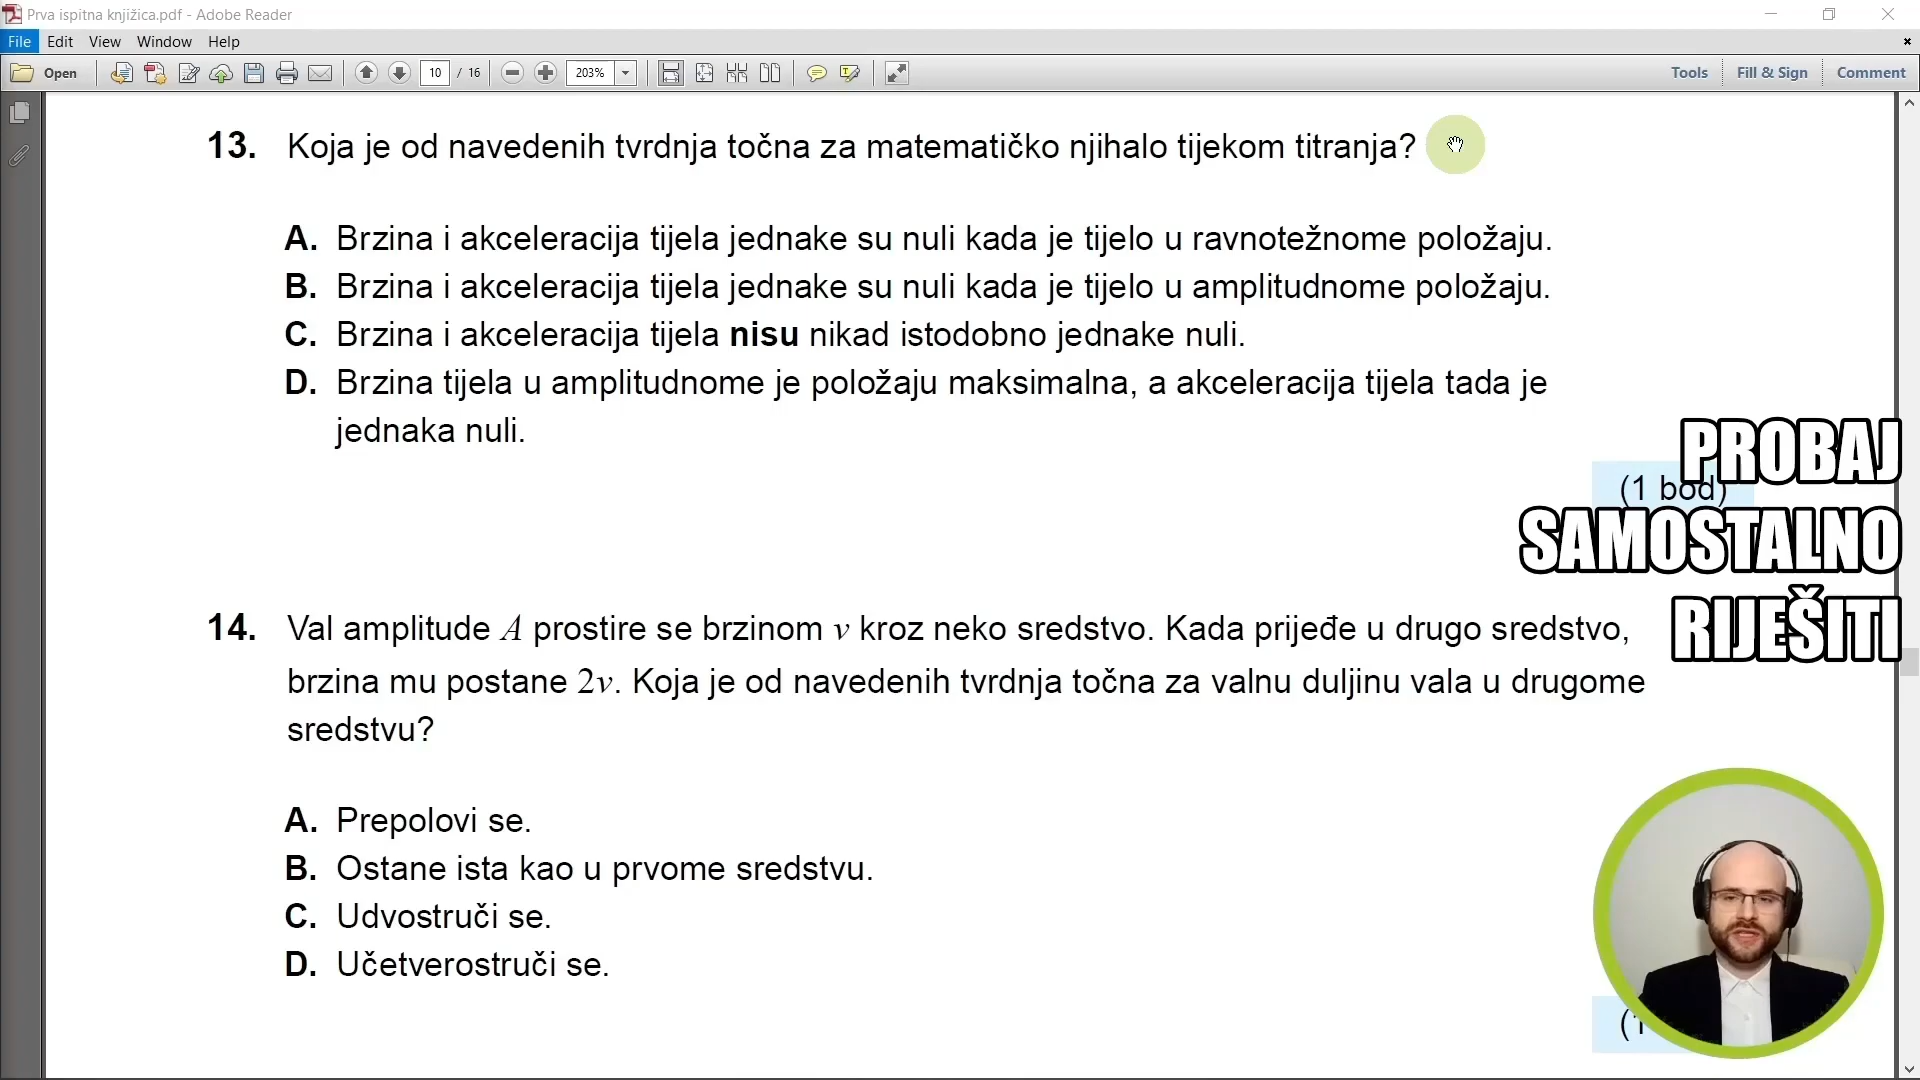 Prva ispitna knjižica.pdf - Adobe Reader
File Edit View Window Help
Open 10 / 16 203% Tools Fill & Sign Comment
13. Koja je od navedenih tvrdnja točna za matematičko njihalo tijekom titranja?
A. Brzina i akceleracija tijela jednake su nuli kada je tijelo u ravnotežnome položaju.
B. Brzina i akceleracija tijela jednake su nuli kada je tijelo u amplitudnome položaju.
C. Brzina i akceleracija tijela nisu nikad istodobno jednake nuli.
D. Brzina tijela u amplitudnome je položaju maksimalna, a akceleracija tijela tada je
jednaka nuli.
(1 bod)
PROBAJ
SAMOSTALNO
RIJEŠITI
14. Val amplitude A prostire se brzinom v kroz neko sredstvo. Kada prijeđe u drugo sredstvo,
brzina mu postane 2v. Koja je od navedenih tvrdnja točna za valnu duljinu vala u drugome
sredstvu?
A. Prepolovi se.
B. Ostane ista kao u prvome sredstvu.
C. Udvostruči se.
D. Učetverostruči se.
(1